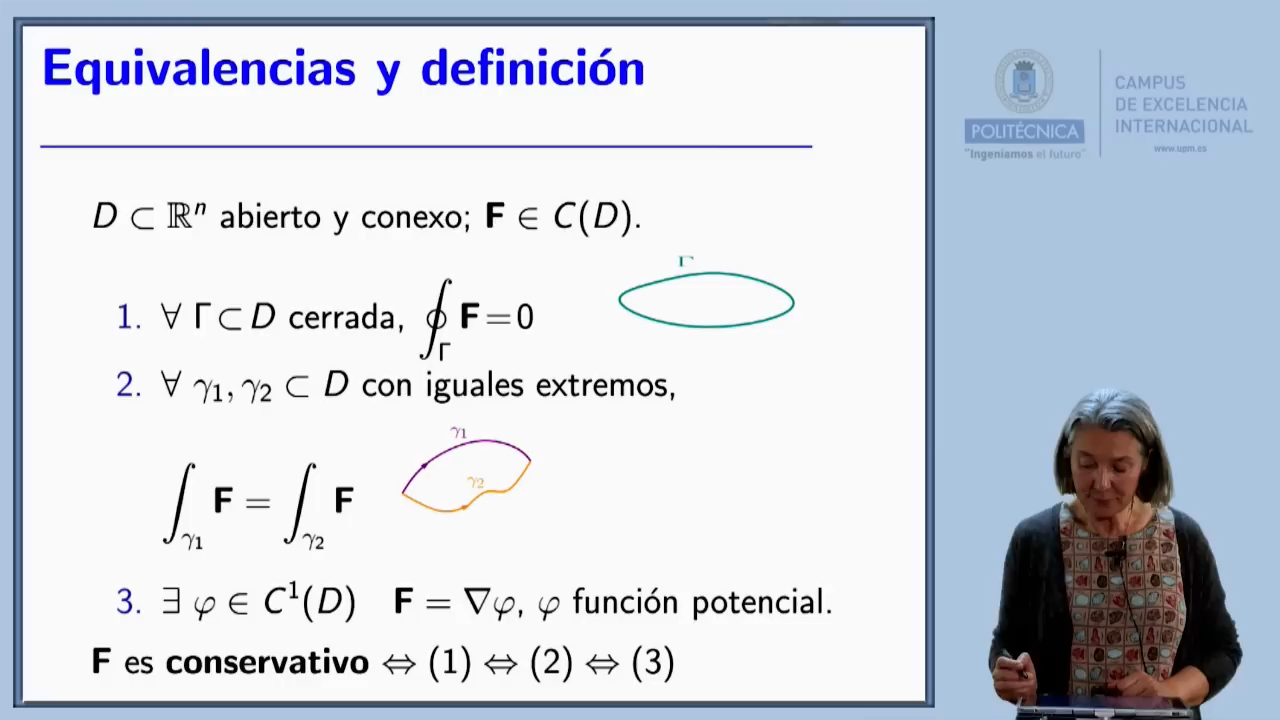 Equivalencias y definición
D ⊂ ℝⁿ abierto y conexo; F ∈ C(D).
Γ
1. ∀ Γ ⊂ D cerrada, ∮_Γ F = 0
2. ∀ γ₁, γ₂ ⊂ D con iguales extremos,
γ₁
γ₂
∫_γ₁ F = ∫_γ₂ F
3. ∃ φ ∈ C¹(D) F = ∇φ, φ función potencial.
F es conservativo ⇔ (1) ⇔ (2) ⇔ (3)
POLITÉCNICA
"Ingeniamos el futuro"
CAMPUS
DE EXCELENCIA
INTERNACIONAL
www.upm.es